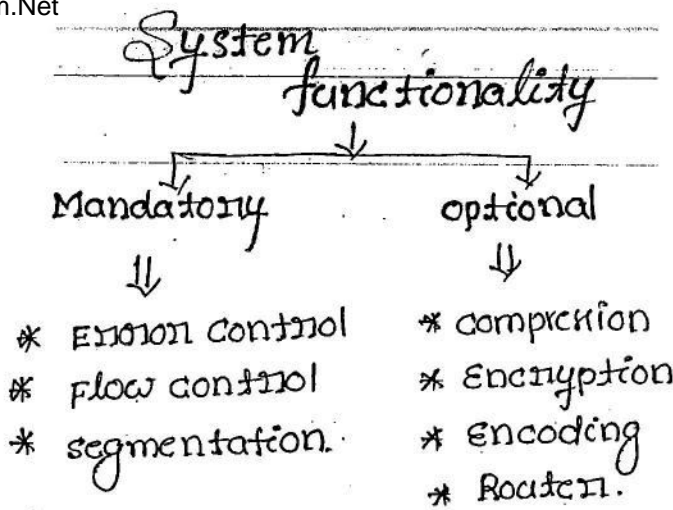 n.Net
System
functionality
Mandatory
optional
* Error control
* Flow control
* segmentation.
* compression
* Encryption
* Encoding
* Router.